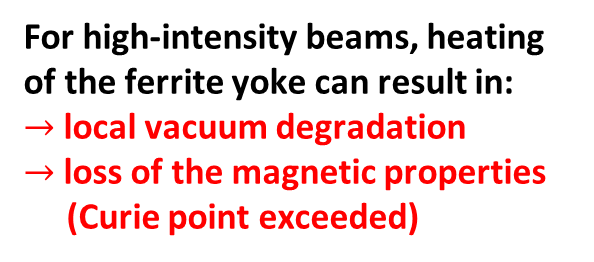 For high-intensity beams, heating
of the ferrite yoke can result in:
→ local vacuum degradation
→ loss of the magnetic properties
(Curie point exceeded)